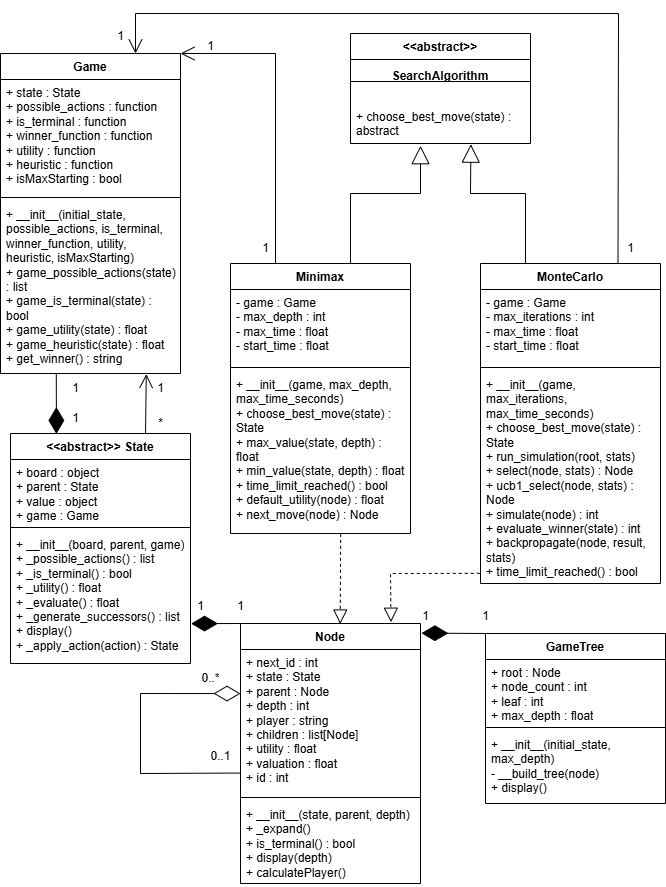 1
1
Game
+ state : State
+ possible_actions : function
+ is_terminal : function
+ winner_function : function
+ utility : function
+ heuristic : function
+ isMaxStarting : bool
+ __init__(initial_state,
possible_actions, is_terminal,
winner_function, utility,
heuristic, isMaxStarting)
+ game_possible_actions(state)
: list
+ game_is_terminal(state) :
bool
+ game_utility(state) : float
+ game_heuristic(state) : float
+ get_winner() : string
<<abstract>>
SearchAlgorithm
+ choose_best_move(state) :
abstract
1
1
Minimax
- game : Game
- max_depth : int
- max_time : float
- start_time : float
+ __init__(game, max_depth,
max_time_seconds)
+ choose_best_move(state) :
State
+ max_value(state, depth) :
float
+ min_value(state, depth) : float
+ time_limit_reached() : bool
+ default_utility(node) : float
+ next_move(node) : Node
MonteCarlo
- game : Game
- max_iterations : int
- max_time : float
- start_time : float
+ __init__(game,
max_iterations,
max_time_seconds)
+ choose_best_move(state) :
State
+ run_simulation(root, stats)
+ select(node, stats) : Node
+ ucb1_select(node, stats) :
Node
+ simulate(node) : int
+ evaluate_winner(state) : int
+ backpropagate(node, result,
stats)
+ time_limit_reached() : bool
1
1
1
*
<<abstract>> State
+ board : object
+ parent : State
+ value : object
+ game : Game
+ __init__(board, parent, game)
+ _possible_actions() : list
+ _is_terminal() : bool
+ _utility() : float
+ _evaluate() : float
+ _generate_successors() : list
+ display()
+ _apply_action(action) : State
1
1
1
1
Node
+ next_id : int
+ state : State
+ parent : Node
+ depth : int
+ player : string
+ children : list[Node]
+ utility : float
+ valuation : float
+ id : int
+ __init__(state, parent, depth)
+ _expand()
+ is_terminal() : bool
+ display(depth)
+ calculatePlayer()
0..*
0..1
GameTree
+ root : Node
+ node_count : int
+ leaf : int
+ max_depth : float
+ __init__(initial_state,
max_depth)
- __build_tree(node)
+ display()